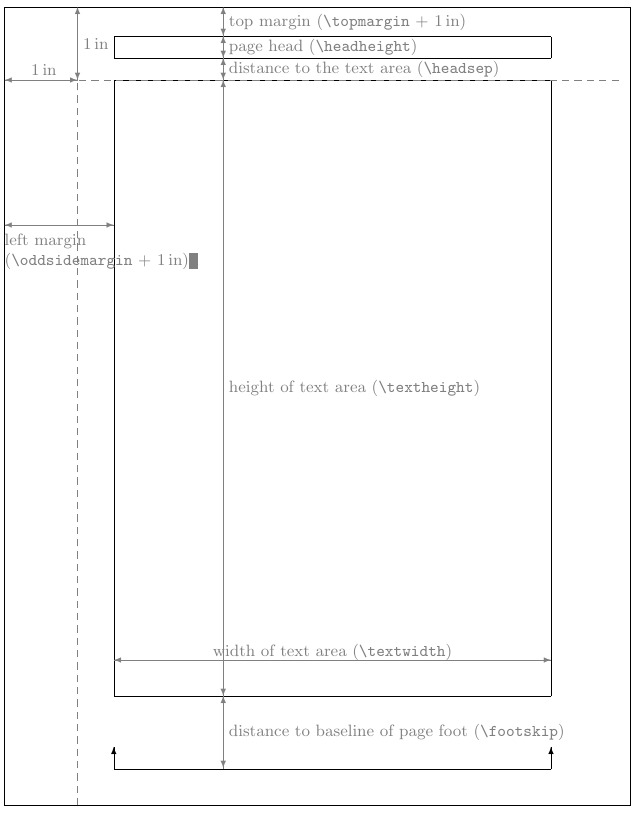 top margin (\topmargin + 1 in)
1 in
page head (\headheight)
1 in
distance to the text area (\headsep)
left margin
(\oddsidemargin + 1 in)
height of text area (\textheight)
width of text area (\textwidth)
distance to baseline of page foot (\footskip)